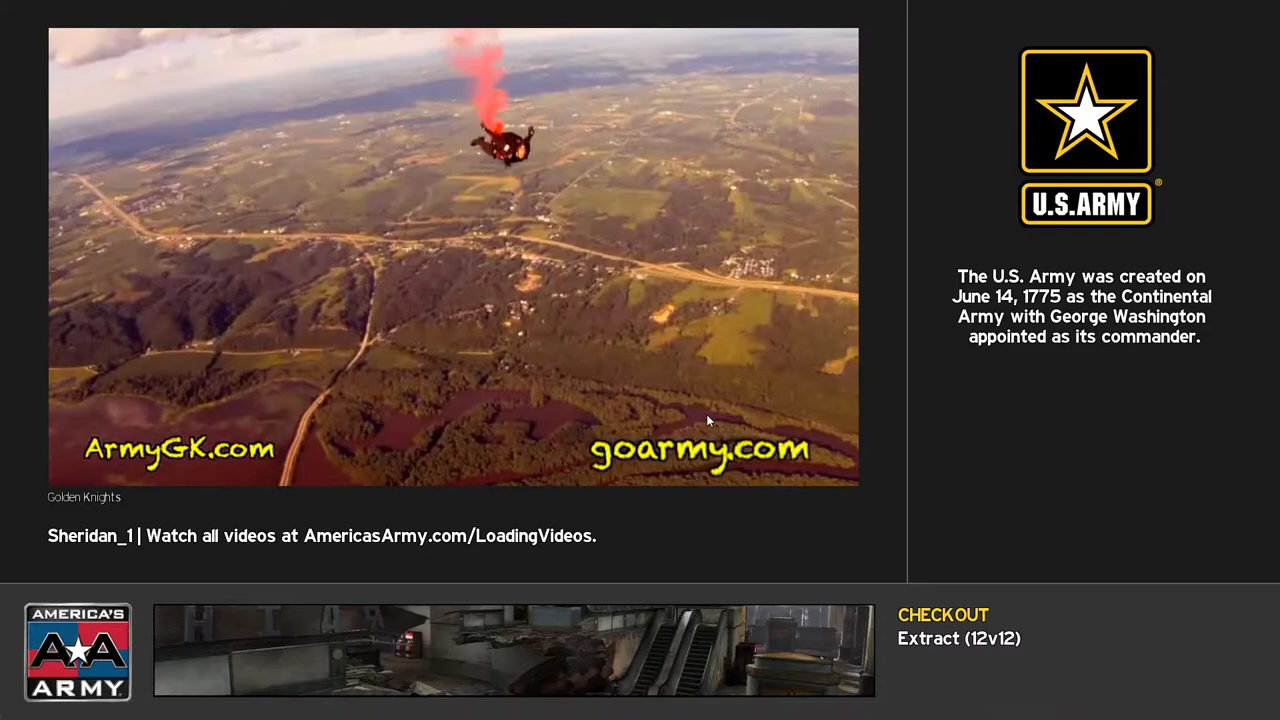 ArmyGK.com
goarmy.com
Golden Knights
Sheridan_1 | Watch all videos at AmericasArmy.com/LoadingVideos.
U.S.ARMY®
The U.S. Army was created on
June 14, 1775 as the Continental
Army with George Washington
appointed as its commander.
AMERICA'S
AA
ARMY
CHECKOUT
Extract (12v12)